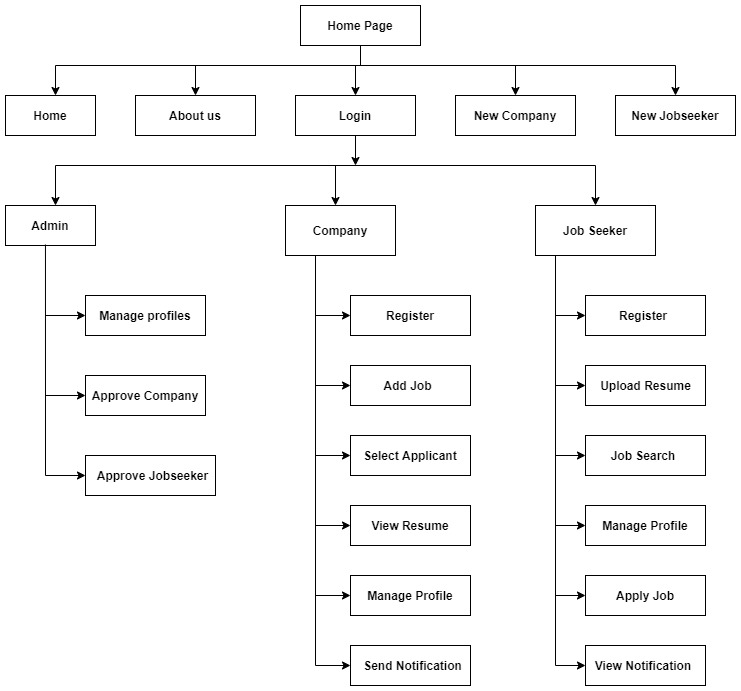 Home Page
Home
About us
Login
New Company
New Jobseeker
Admin
Company
Job Seeker
Manage profiles
Register
Register
Approve Company
Add Job
Upload Resume
Approve Jobseeker
Select Applicant
Job Search
View Resume
Manage Profile
Manage Profile
Apply Job
Send Notification
View Notification